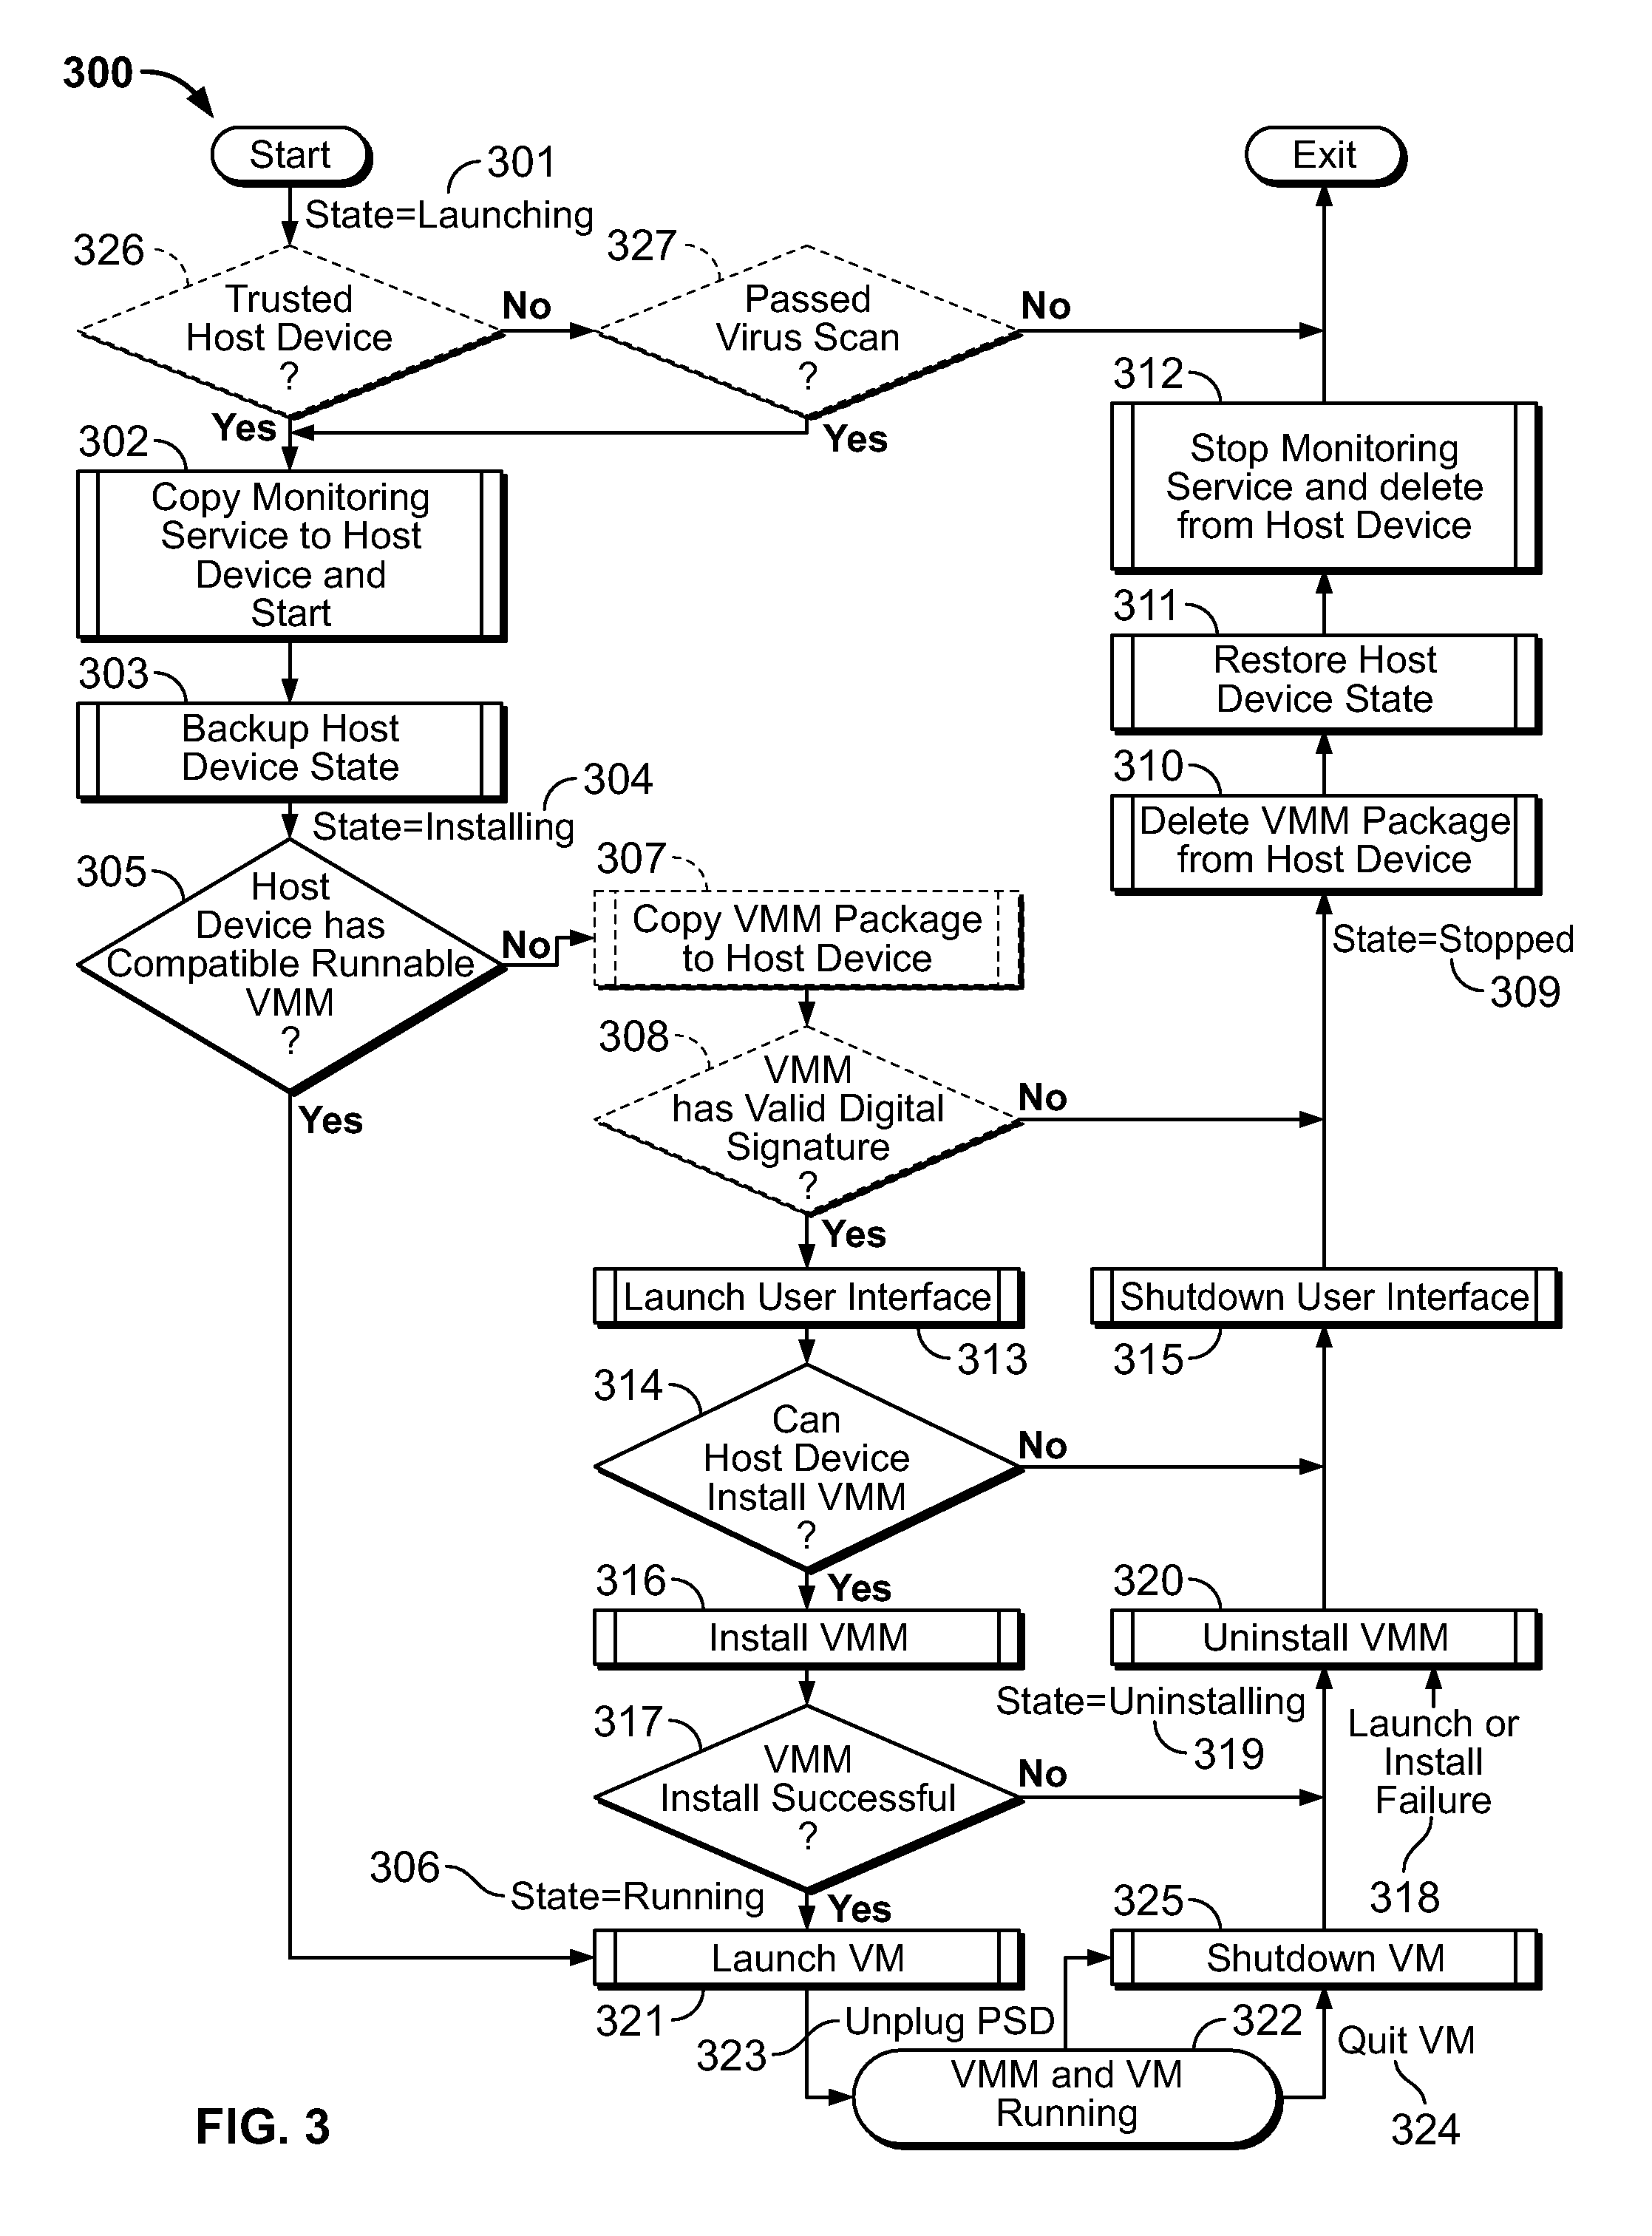 300
Start
Exit
301
State=Launching
326
327
Trusted
Host Device
?
No
Passed
Virus Scan
?
No
Yes
Yes
302
Copy Monitoring
Service to Host
Device and
Start
312
Stop Monitoring
Service and delete
from Host Device
303
Backup Host
Device State
311
Restore Host
Device State
304
State=Installing
310
Delete VMM Package
from Host Device
305
Host
Device has
Compatible Runnable
VMM
?
No
Yes
307
Copy VMM Package
to Host Device
State=Stopped
309
308
VMM
has Valid Digital
Signature
?
No
Yes
Launch User Interface
313
Shutdown User Interface
315
314
Can
Host Device
Install VMM
?
No
Yes
316
Install VMM
320
Uninstall VMM
State=Uninstalling
319
Launch or
Install
Failure
318
317
VMM
Install Successful
?
No
Yes
306
State=Running
Launch VM
321
325
Shutdown VM
323
Unplug PSD
322
VMM and VM
Running
Quit VM
324
FIG. 3